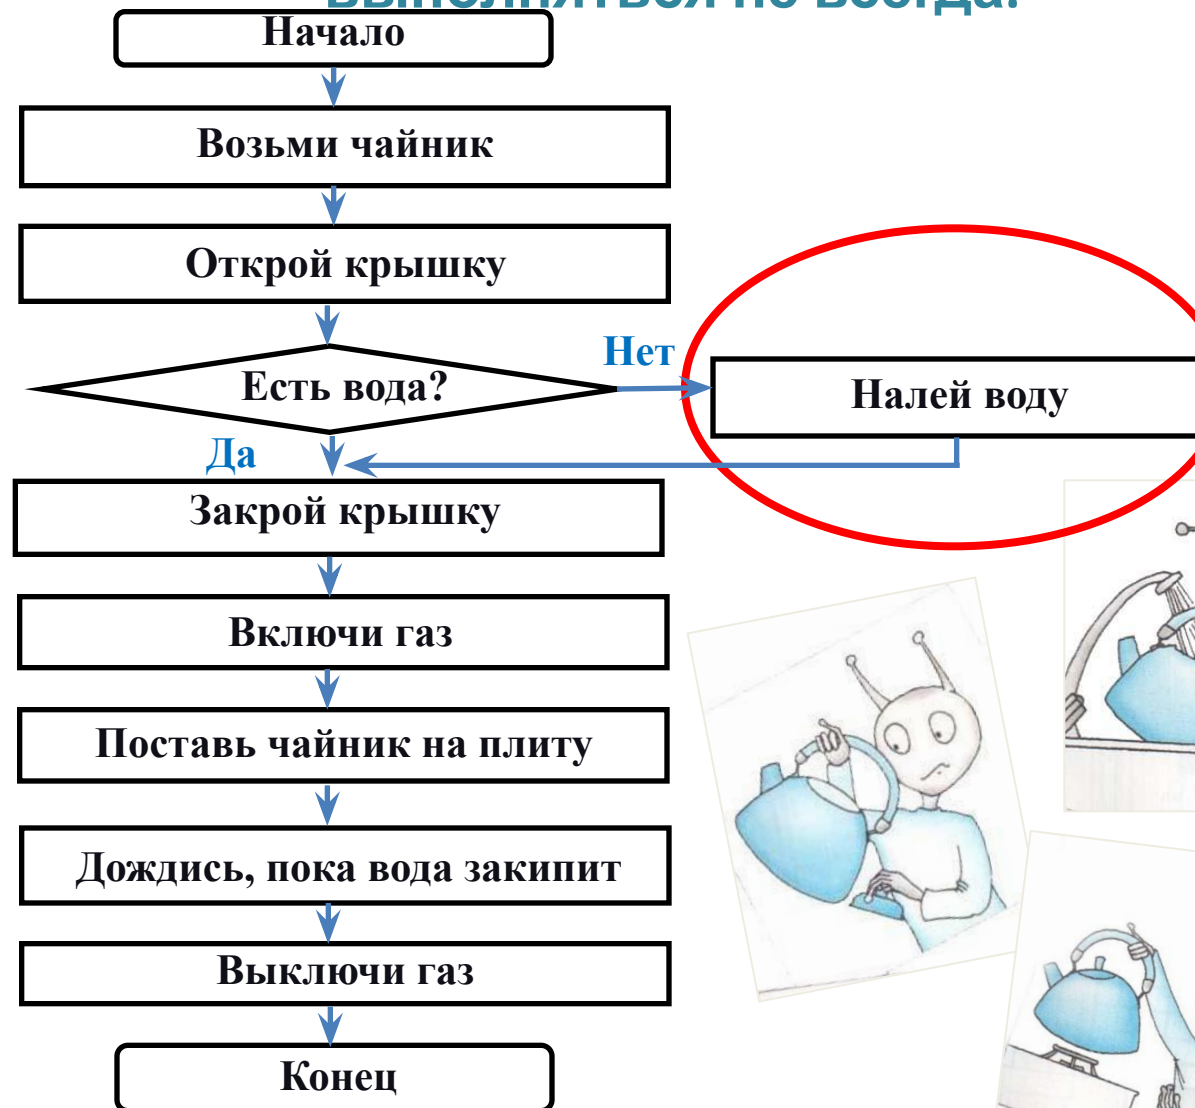 Начало
Возьми чайник
Открой крышку
Есть вода?
Нет
Налей воду
Да
Закрой крышку
Включи газ
Поставь чайник на плиту
Дождись, пока вода закипит
Выключи газ
Конец